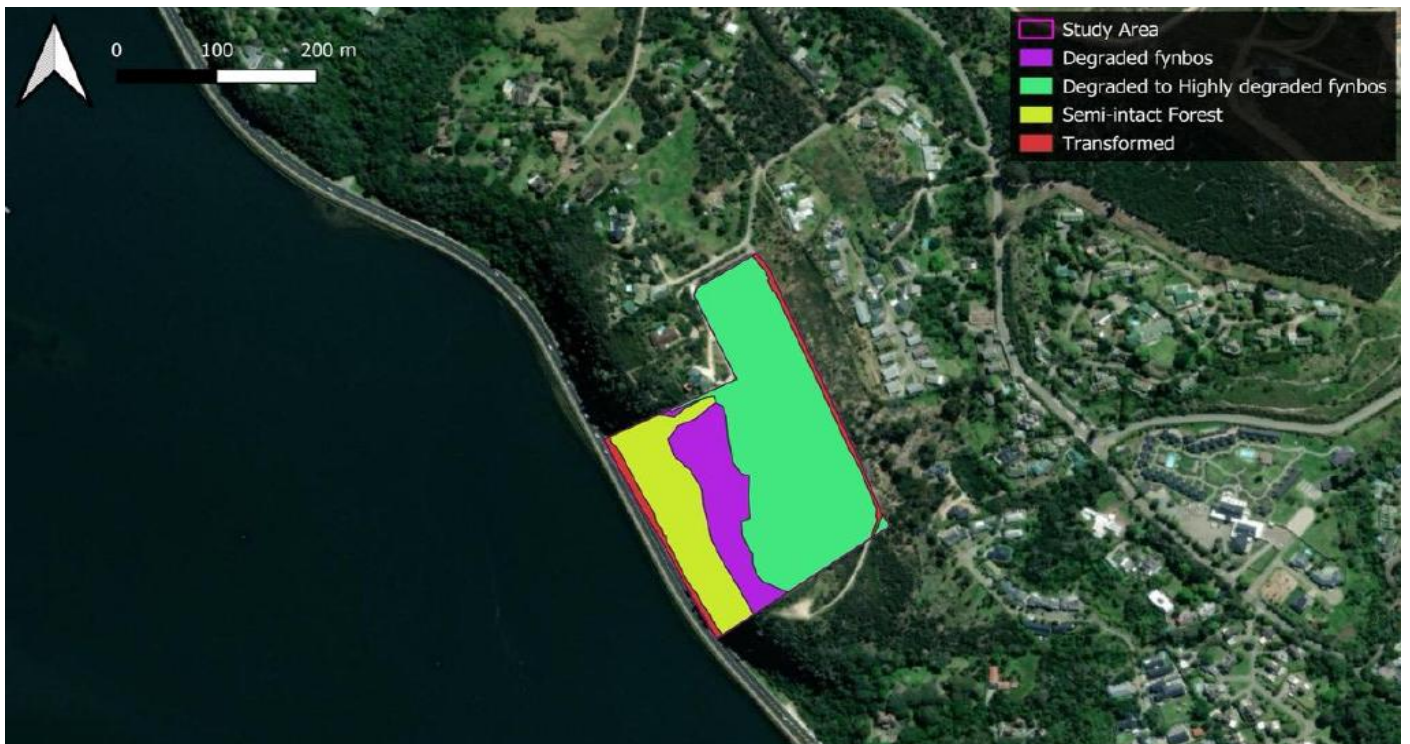 0 100 200 m
Study Area
Degraded fynbos
Degraded to Highly degraded fynbos
Semi-intact Forest
Transformed